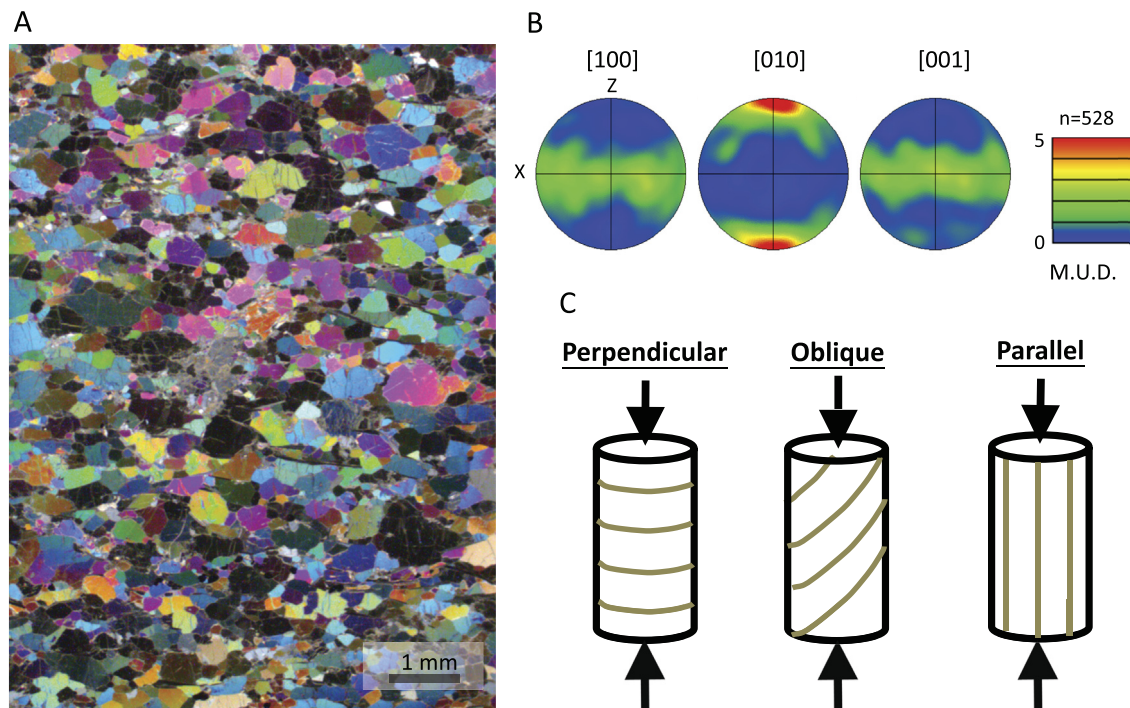 A
1 mm
B
[100] [010] [001]
Z
X
n=528
5
0
M.U.D.
C
Perpendicular Oblique Parallel